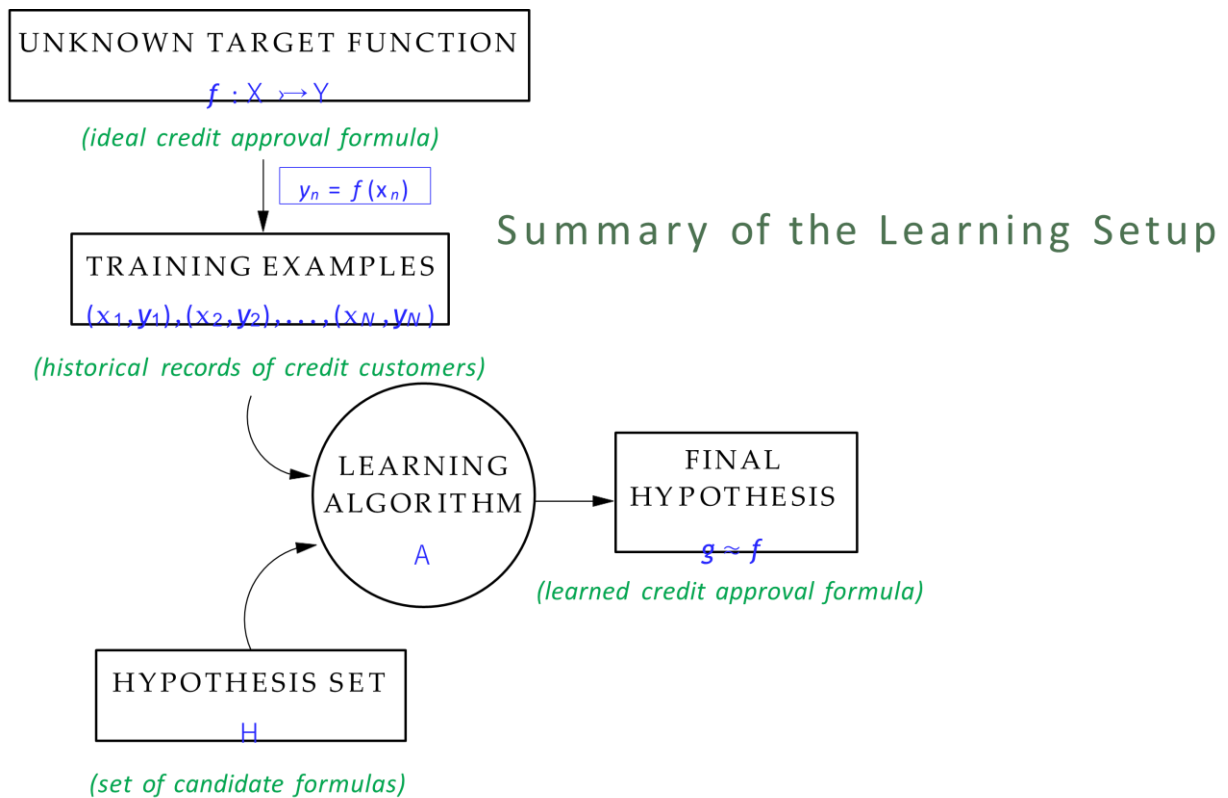 UNKNOWN TARGET FUNCTION
f : X ↣ Y
(ideal credit approval formula)
yn = f(xn)
Summary of the Learning Setup
TRAINING EXAMPLES
(x1,y1),(x2,y2),....,(xN,yN)
(historical records of credit customers)
LEARNING
ALGORITHM
A
FINAL
HYPOTHESIS
g ≈ f
(learned credit approval formula)
HYPOTHESIS SET
H
(set of candidate formulas)